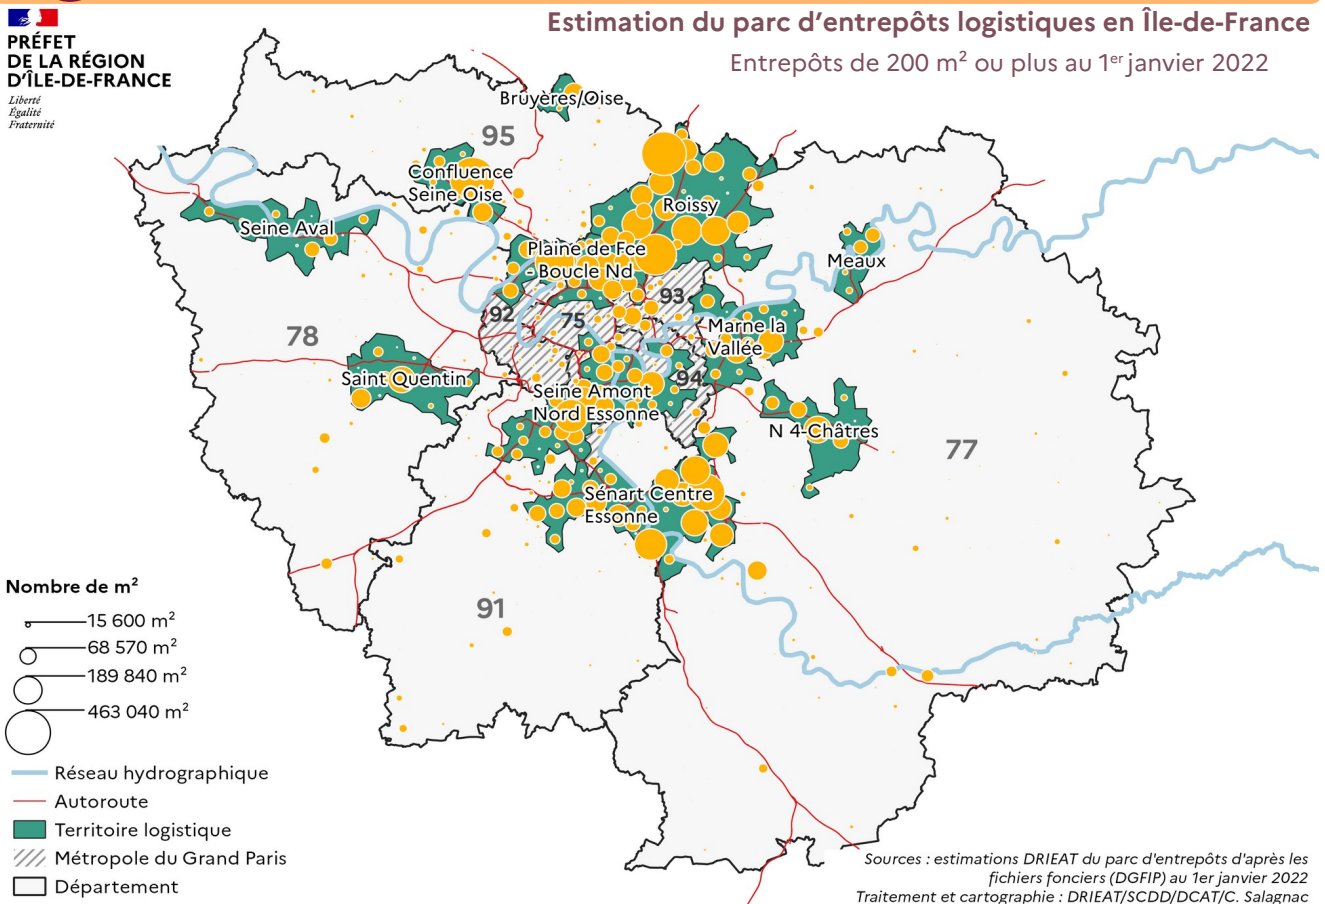 Estimation du parc d'entrepôts logistiques en Île-de-France
Entrepôts de 200 m² ou plus au 1er janvier 2022
PRÉFET
DE LA RÉGION
D'ÎLE-DE-FRANCE
Liberté
Égalité
Fraternité
Bruyères/Oise
95
Confluence
Seine Oise
Roissy
Seine Aval
Plaine de Fce
- Boucle Nd
Meaux
93
92
75
78
Marne la
Vallée
Saint Quentin
94
Seine Amont
Nord Essonne
N 4-Châtres
77
Sénart Centre
Essonne
91
Nombre de m²
15 600 m²
68 570 m²
189 840 m²
463 040 m²
Réseau hydrographique
Autoroute
Territoire logistique
Métropole du Grand Paris
Département
Sources : estimations DRIEAT du parc d'entrepôts d'après les
fichiers fonciers (DGFIP) au 1er janvier 2022
Traitement et cartographie : DRIEAT/SCDD/DCAT/C. Salagnac